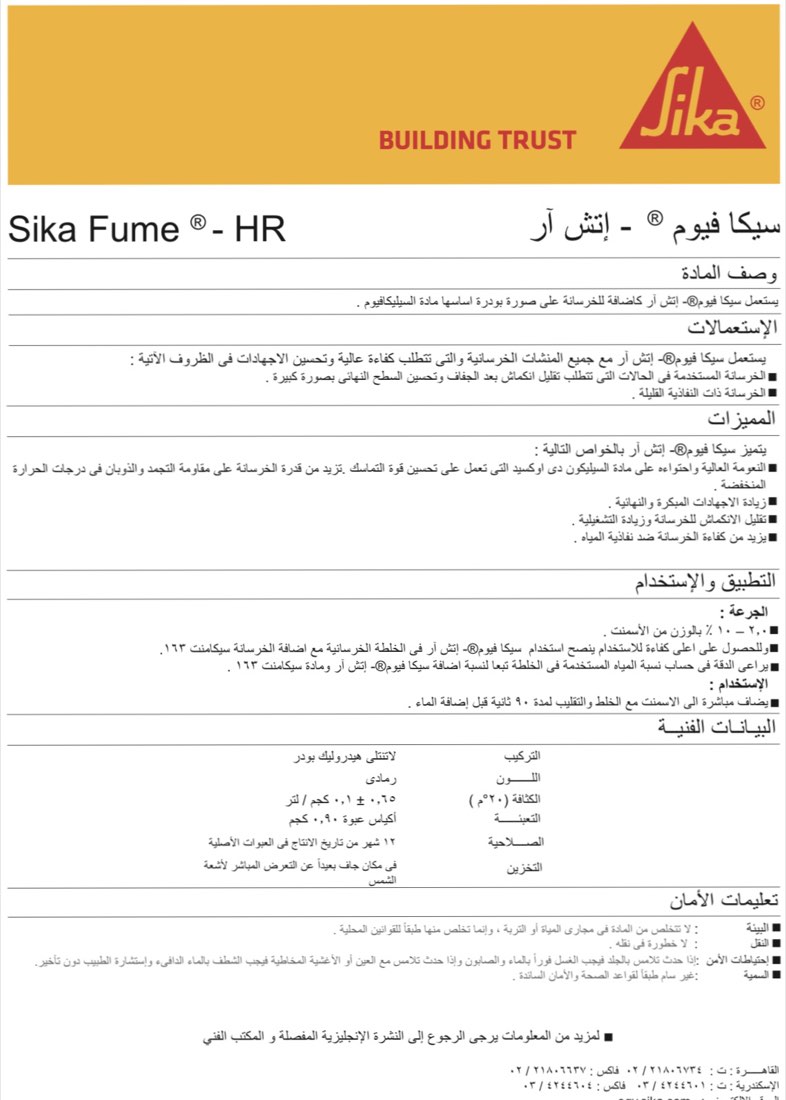 Sika®
BUILDING TRUST
Sika Fume ® - HR
سيكا فيوم ® - إتش آر
وصف المادة
يستعمل سيكا فيوم®- إتش آر كاضافة للخرسانة على صورة بودرة اساسها مادة السيليكافيوم .
الإستعمالات
يستعمل سيكا فيوم®- إتش آر مع جميع المنشات الخرسانية والتى تتطلب كفاءة عالية وتحسين الاجهادات فى الظروف الآتية :
■ الخرسانة المستخدمة فى الحالات التى تتطلب تقليل انكماش بعد الجفاف وتحسين السطح النهائى بصورة كبيرة .
■ الخرسانة ذات النفاذية القليلة .
المميزات
يتميز سيكا فيوم®- إتش آر بالخواص التالية :
■ النعومة العالية واحتواءه على مادة السيليكون دى اوكسيد التى تعمل على تحسين قوة التماسك .تزيد من قدرة الخرسانة على مقاومة التجمد والذوبان فى درجات الحرارة
المنخفضة .
■ زيادة الاجهادات المبكرة والنهائية .
■ تقليل الانكماش للخرسانة وزيادة التشغيلية .
■ يزيد من كفاءة الخرسانة ضد نفاذية المياه .
التطبيق والإستخدام
الجرعة :
■ ٢,٠ – ١٠ ٪ بالوزن من الأسمنت .
■ وللحصول على اعلى كفاءة للاستخدام ينصح استخدام سيكا فيوم®- إتش آر فى الخلطة الخرسانية مع اضافة الخرسانة سيكامنت ١٦٣.
■ يراعى الدقة فى حساب نسبة المياه المستخدمة فى الخلطة تبعا لنسبة اضافة سيكا فيوم®- إتش آر ومادة سيكامنت ١٦٣ .
الإستخدام :
■ يضاف مباشرة الى الاسمنت مع الخلط والتقليب لمدة ٩٠ ثانية قبل إضافة الماء .
البيـانـات الفنيــة
التركيب لاتنتلى هيدروليك بودر
اللــــون رمادى
الكثافة (٢٠°م ) ٠,٦٥ ± ٠,١ كجم / لتر
التعبئـــــة أكياس عبوة ٠,٩٠ كجم
الصـــلاحية ١٢ شهر من تاريخ الانتاج فى العبوات الأصلية
التخزين فى مكان جاف بعيداً عن التعرض المباشر لأشعة
الشمس
تعليمات الأمان
■ البيئة : لا تتخلص من المادة فى مجارى المياة أو التربة ، وإنما تخلص منها طبقاً للقوانين المحلية .
■ النقل : لا خطورة فى نقله .
■ إحتياطات الأمن :إذا حدث تلامس بالجلد فيجب الغسل فوراً بالماء والصابون وإذا حدث تلامس مع العين أو الأغشية المخاطية فيجب الشطف بالماء الدافىء وإستشارة الطبيب دون تأخير.
■ السمية :غير سام طبقاً لقواعد الصحة والأمان السائدة .
■ لمزيد من المعلومات يرجى الرجوع إلى النشرة الإنجليزية المفصلة و المكتب الفني
القاهــــرة : ت : ٢١٨٠٦٧٣٤ / ٠٢ فاكس : ٢١٨٠٦٦٣٧ / ٠٢
الإسكندرية : ت : ٤٢٤٤٦٠١ / ٠٣ فاكس : ٤٢٤٤٦٠٤ / ٠٣